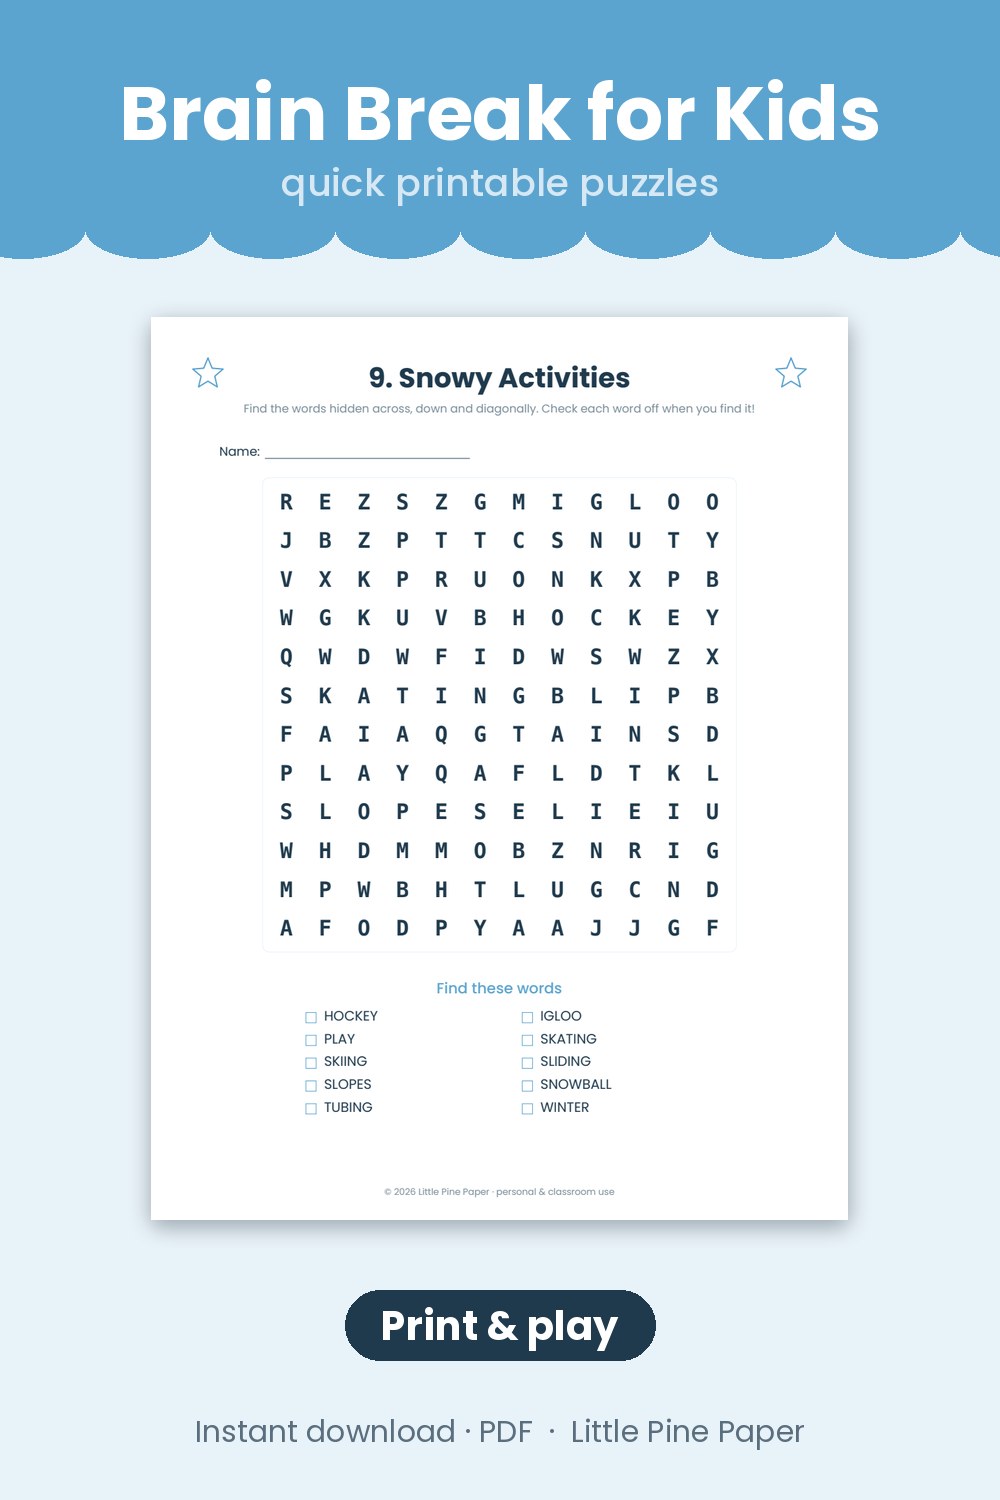 Brain Break for Kids
quick printable puzzles
9. Snowy Activities
Find the words hidden across, down and diagonally. Check each word off when you find it!
Name:
R E Z S Z G M I G L O O
J B Z P T T C S N U T Y
V X K P R U O N K X P B
W G K U V B H O C K E Y
Q W D W F I D W S W Z X
S K A T I N G B L I P B
F A I A Q G T A I N S D
P L A Y Q A F L D T K L
S L O P E S E L I E I U
W H D M M O B Z N R I G
M P W B H T L U G C N D
A F O D P Y A A J J G F
Find these words
HOCKEY IGLOO
PLAY SKATING
SKIING SLIDING
SLOPES SNOWBALL
TUBING WINTER
© 2026 Little Pine Paper · personal & classroom use
Print & play
Instant download · PDF · Little Pine Paper